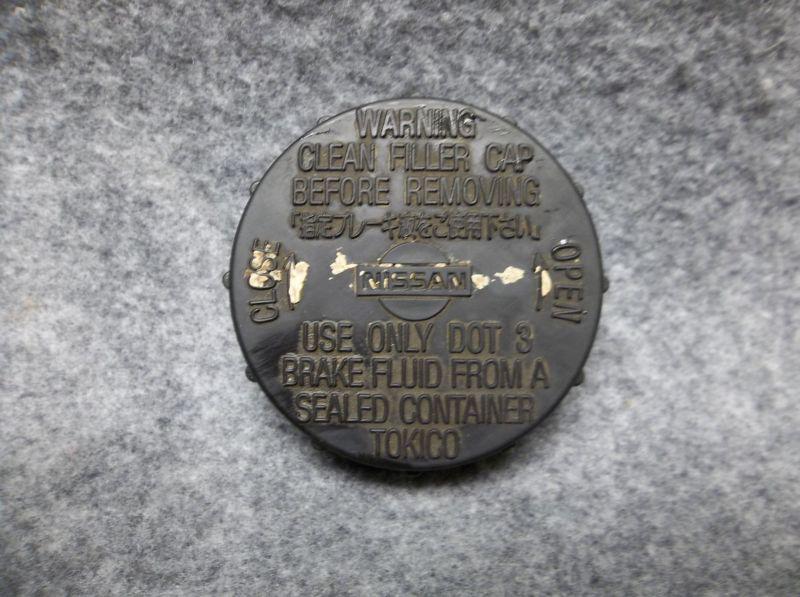 WARNING
CLEAN FILLER CAP
BEFORE REMOVING
「指定ブレーキ液をご使用下さい」
CLOSE
NISSAN
OPEN
USE ONLY DOT 3
BRAKE FLUID FROM A
SEALED CONTAINER
TOKICO